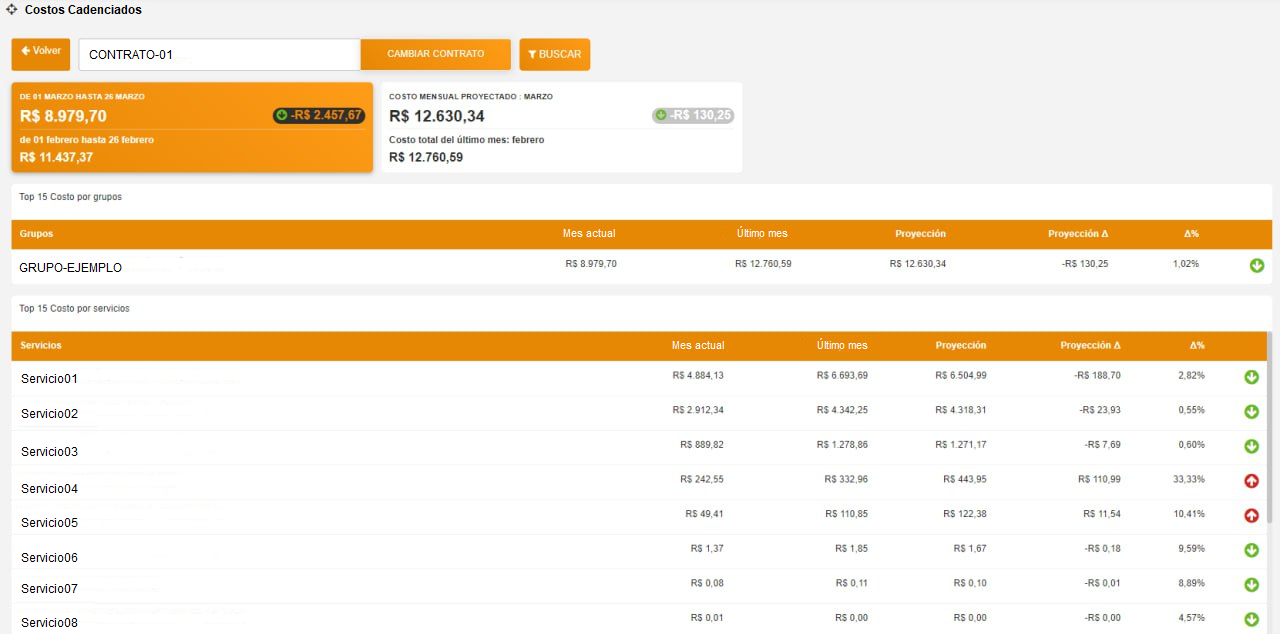 Costos Cadenciados
Volver CONTRATO-01 CAMBIAR CONTRATO BUSCAR
DE 01 MARZO HASTA 26 MARZO
R$ 8.979,70 -R$ 2.457,67
de 01 febrero hasta 26 febrero
R$ 11.437,37
COSTO MENSUAL PROYECTADO : MARZO
R$ 12.630,34 -R$ 130,25
Costo total del último mes: febrero
R$ 12.760,59
Top 15 Costo por grupos
Grupos Mes actual Último mes Proyección Proyección Δ Δ%
GRUPO-EJEMPLO R$ 8.979,70 R$ 12.760,59 R$ 12.630,34 -R$ 130,25 1,02%
Top 15 Costo por servicios
Servicios Mes actual Último mes Proyección Proyección Δ Δ%
Servicio01 R$ 4.884,13 R$ 6.693,69 R$ 6.504,99 -R$ 188,70 2,82%
Servicio02 R$ 2.912,34 R$ 4.342,25 R$ 4.318,31 -R$ 23,93 0,55%
Servicio03 R$ 889,82 R$ 1.278,86 R$ 1.271,17 -R$ 7,69 0,60%
Servicio04 R$ 242,55 R$ 332,96 R$ 443,95 R$ 110,99 33,33%
Servicio05 R$ 49,41 R$ 110,85 R$ 122,38 R$ 11,54 10,41%
Servicio06 R$ 1,37 R$ 1,85 R$ 1,67 -R$ 0,18 9,59%
Servicio07 R$ 0,08 R$ 0,11 R$ 0,10 -R$ 0,01 8,89%
Servicio08 R$ 0,01 R$ 0,00 R$ 0,00 -R$ 0,00 4,57%